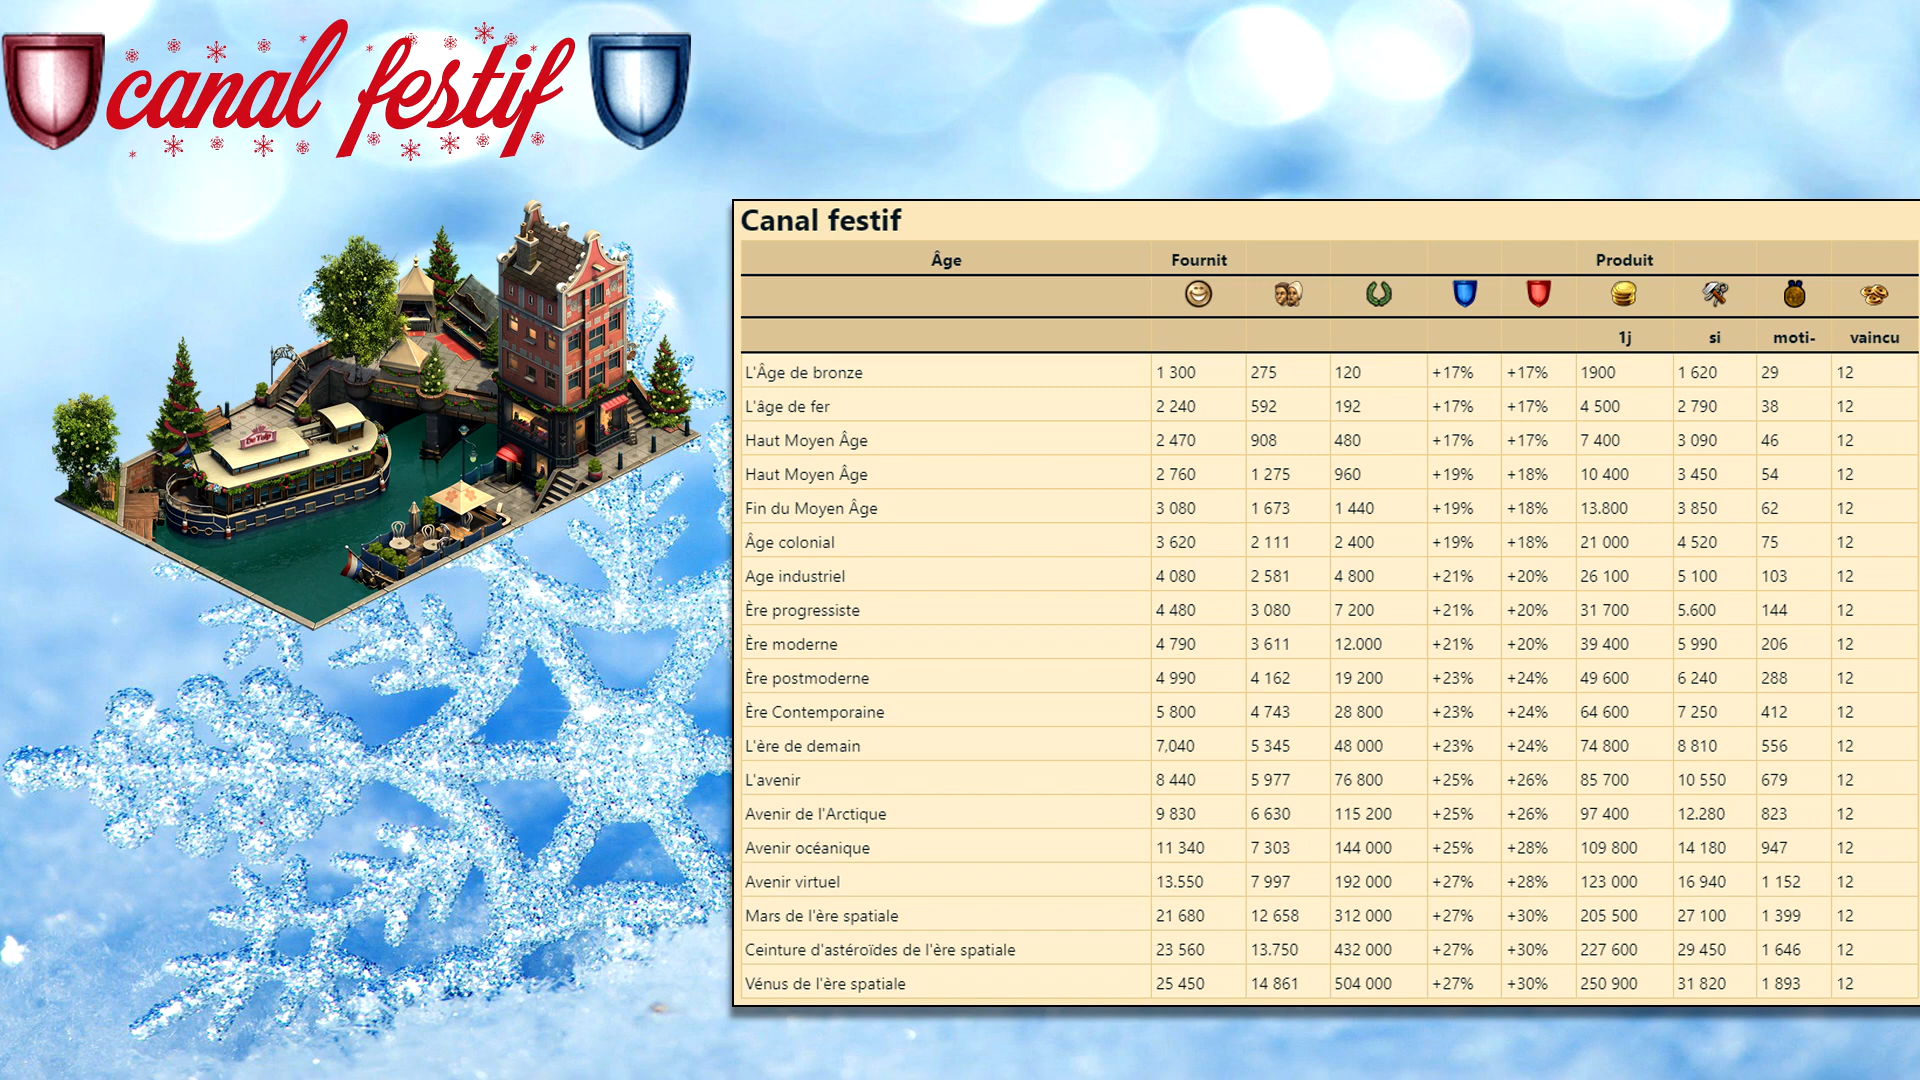 canal festif
De Tulp
Canal festif
Âge Fournit Produit
1j si moti- vaincu
L'Âge de bronze 1 300 275 120 +17% +17% 1900 1 620 29 12
L'âge de fer 2 240 592 192 +17% +17% 4 500 2 790 38 12
Haut Moyen Âge 2 470 908 480 +17% +17% 7 400 3 090 46 12
Haut Moyen Âge 2 760 1 275 960 +19% +18% 10 400 3 450 54 12
Fin du Moyen Âge 3 080 1 673 1 440 +19% +18% 13.800 3 850 62 12
Âge colonial 3 620 2 111 2 400 +19% +18% 21 000 4 520 75 12
Age industriel 4 080 2 581 4 800 +21% +20% 26 100 5 100 103 12
Ère progressiste 4 480 3 080 7 200 +21% +20% 31 700 5.600 144 12
Ère moderne 4 790 3 611 12.000 +21% +20% 39 400 5 990 206 12
Ère postmoderne 4 990 4 162 19 200 +23% +24% 49 600 6 240 288 12
Ère Contemporaine 5 800 4 743 28 800 +23% +24% 64 600 7 250 412 12
L'ère de demain 7,040 5 345 48 000 +23% +24% 74 800 8 810 556 12
L'avenir 8 440 5 977 76 800 +25% +26% 85 700 10 550 679 12
Avenir de l'Arctique 9 830 6 630 115 200 +25% +26% 97 400 12.280 823 12
Avenir océanique 11 340 7 303 144 000 +25% +28% 109 800 14 180 947 12
Avenir virtuel 13.550 7 997 192 000 +27% +28% 123 000 16 940 1 152 12
Mars de l'ère spatiale 21 680 12 658 312 000 +27% +30% 205 500 27 100 1 399 12
Ceinture d'astéroïdes de l'ère spatiale 23 560 13.750 432 000 +27% +30% 227 600 29 450 1 646 12
Vénus de l'ère spatiale 25 450 14 861 504 000 +27% +30% 250 900 31 820 1 893 12